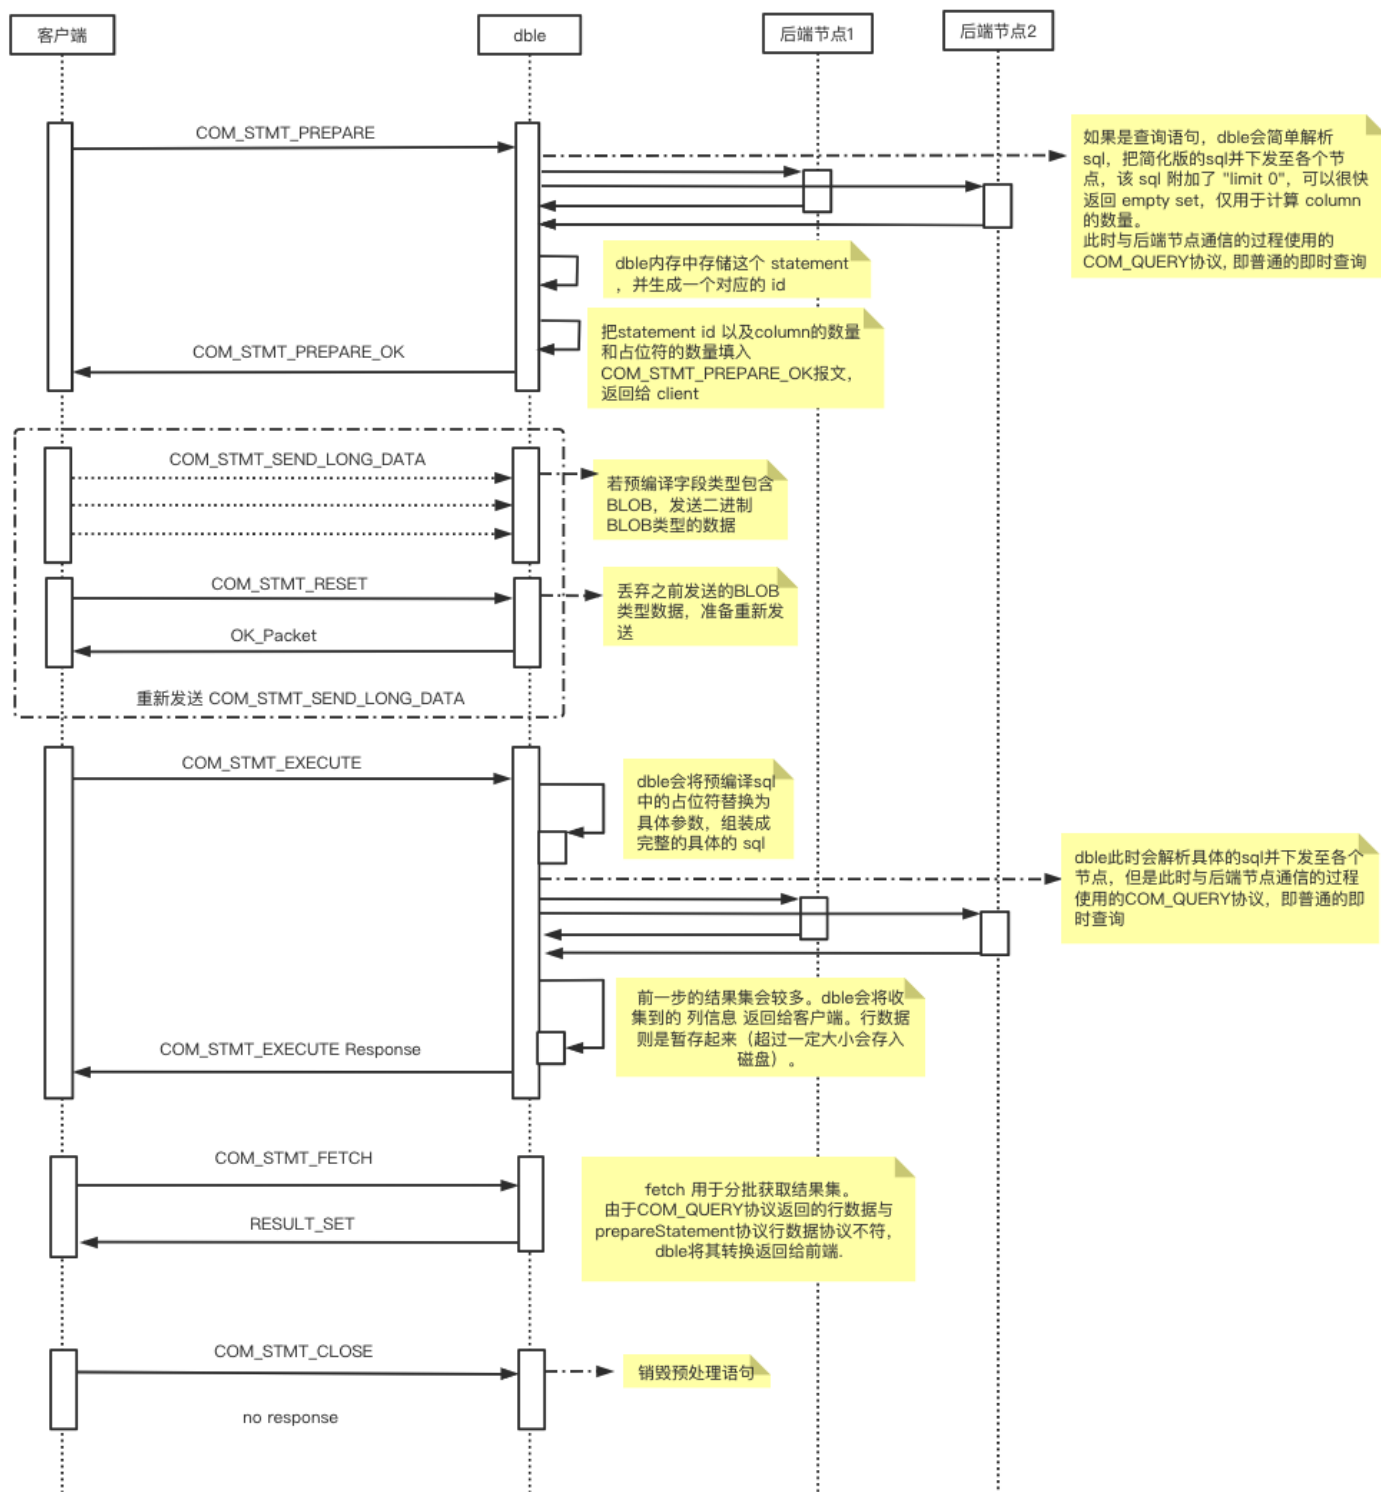 客户端
dble
后端节点1
后端节点2
COM_STMT_PREPARE
如果是查询语句，dble会简单解析
sql，把简化版的sql并下发至各个节
点，该 sql 附加了 "limit 0"，可以很快
返回 empty set，仅用于计算 column
的数量。
此时与后端节点通信的过程使用的
COM_QUERY协议, 即普通的即时查询
dble内存中存储这个 statement
，并生成一个对应的 id
COM_STMT_PREPARE_OK
把statement id 以及column的数量
和占位符的数量填入
COM_STMT_PREPARE_OK报文，
返回给 client
COM_STMT_SEND_LONG_DATA
若预编译字段类型包含
BLOB，发送二进制
BLOB类型的数据
COM_STMT_RESET
丢弃之前发送的BLOB
类型数据，准备重新发
送
OK_Packet
重新发送 COM_STMT_SEND_LONG_DATA
COM_STMT_EXECUTE
dble会将预编译sql
中的占位符替换为
具体参数，组装成
完整的具体的 sql
dble此时会解析具体的sql并下发至各个
节点，但是此时与后端节点通信的过程
使用的COM_QUERY协议，即普通的即
时查询
前一步的结果集会较多。dble会将收
集到的 列信息 返回给客户端。行数据
则是暂存起来（超过一定大小会存入
磁盘）。
COM_STMT_EXECUTE Response
COM_STMT_FETCH
RESULT_SET
fetch 用于分批获取结果集。
由于COM_QUERY协议返回的行数据与
prepareStatement协议行数据协议不符，
dble将其转换返回给前端.
COM_STMT_CLOSE
销毁预处理语句
no response